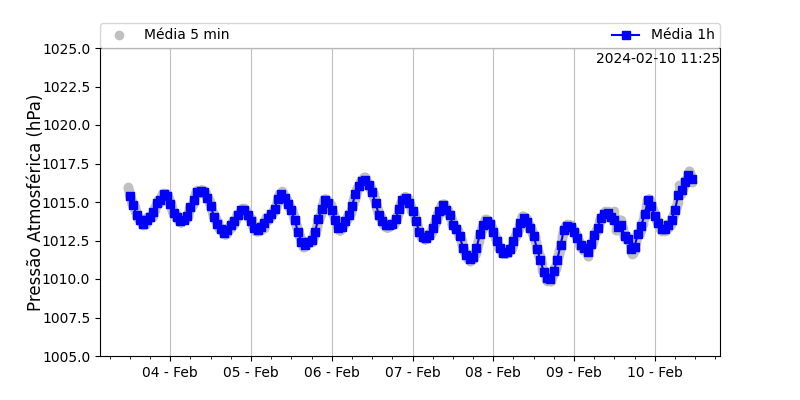 Média 5 min
Média 1h
2024-02-10 11:25
Pressão Atmosférica (hPa)
1025.0
1022.5
1020.0
1017.5
1015.0
1012.5
1010.0
1007.5
1005.0
04 - Feb
05 - Feb
06 - Feb
07 - Feb
08 - Feb
09 - Feb
10 - Feb